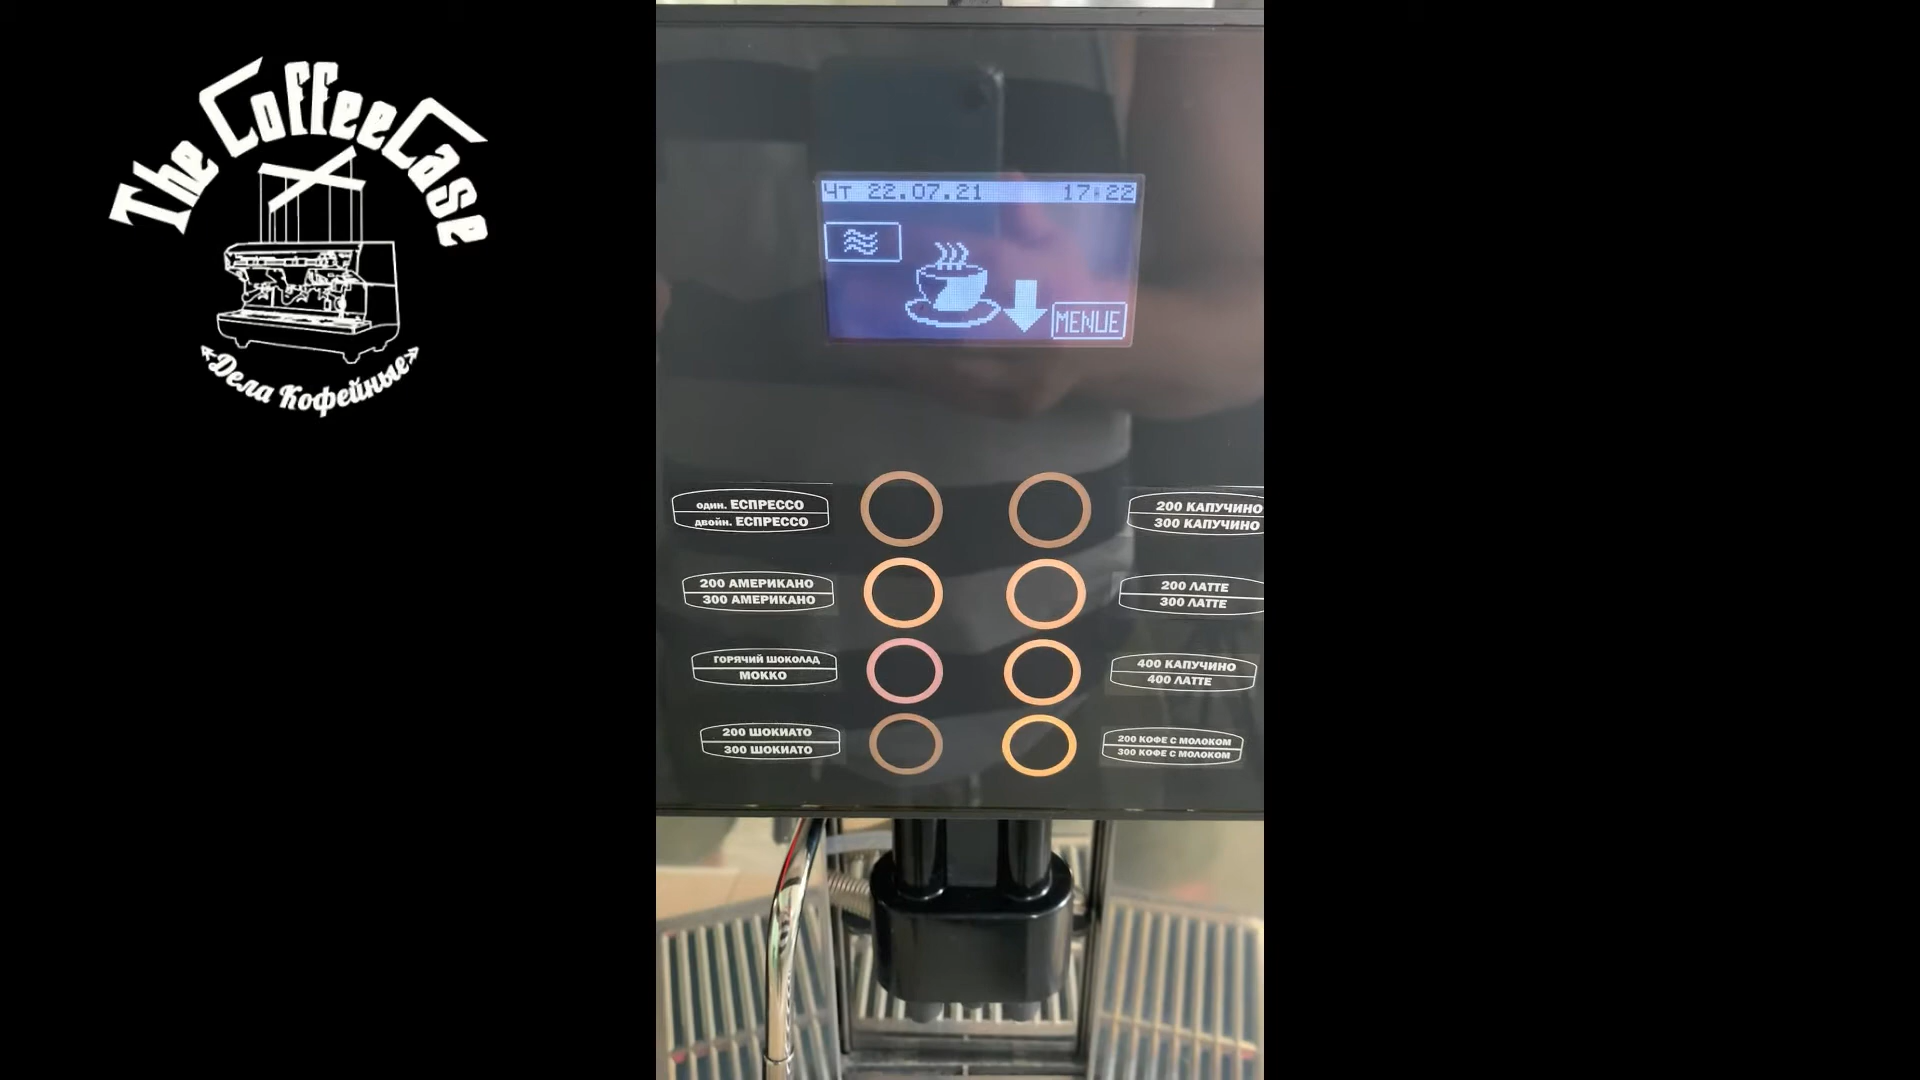 The CoffeeCase
«Дела Кофейные»
Чт 22.07.21 17:22
MENUE
один. ЕСПРЕССО
двойн. ЕСПРЕССО
200 КАПУЧИНО
300 КАПУЧИНО
200 АМЕРИКАНО
300 АМЕРИКАНО
200 ЛАТТЕ
300 ЛАТТЕ
ГОРЯЧИЙ ШОКОЛАД
МОККО
400 КАПУЧИНО
400 ЛАТТЕ
200 ШОКИАТО
300 ШОКИАТО
200 КОФЕ С МОЛОКОМ
300 КОФЕ С МОЛОКОМ